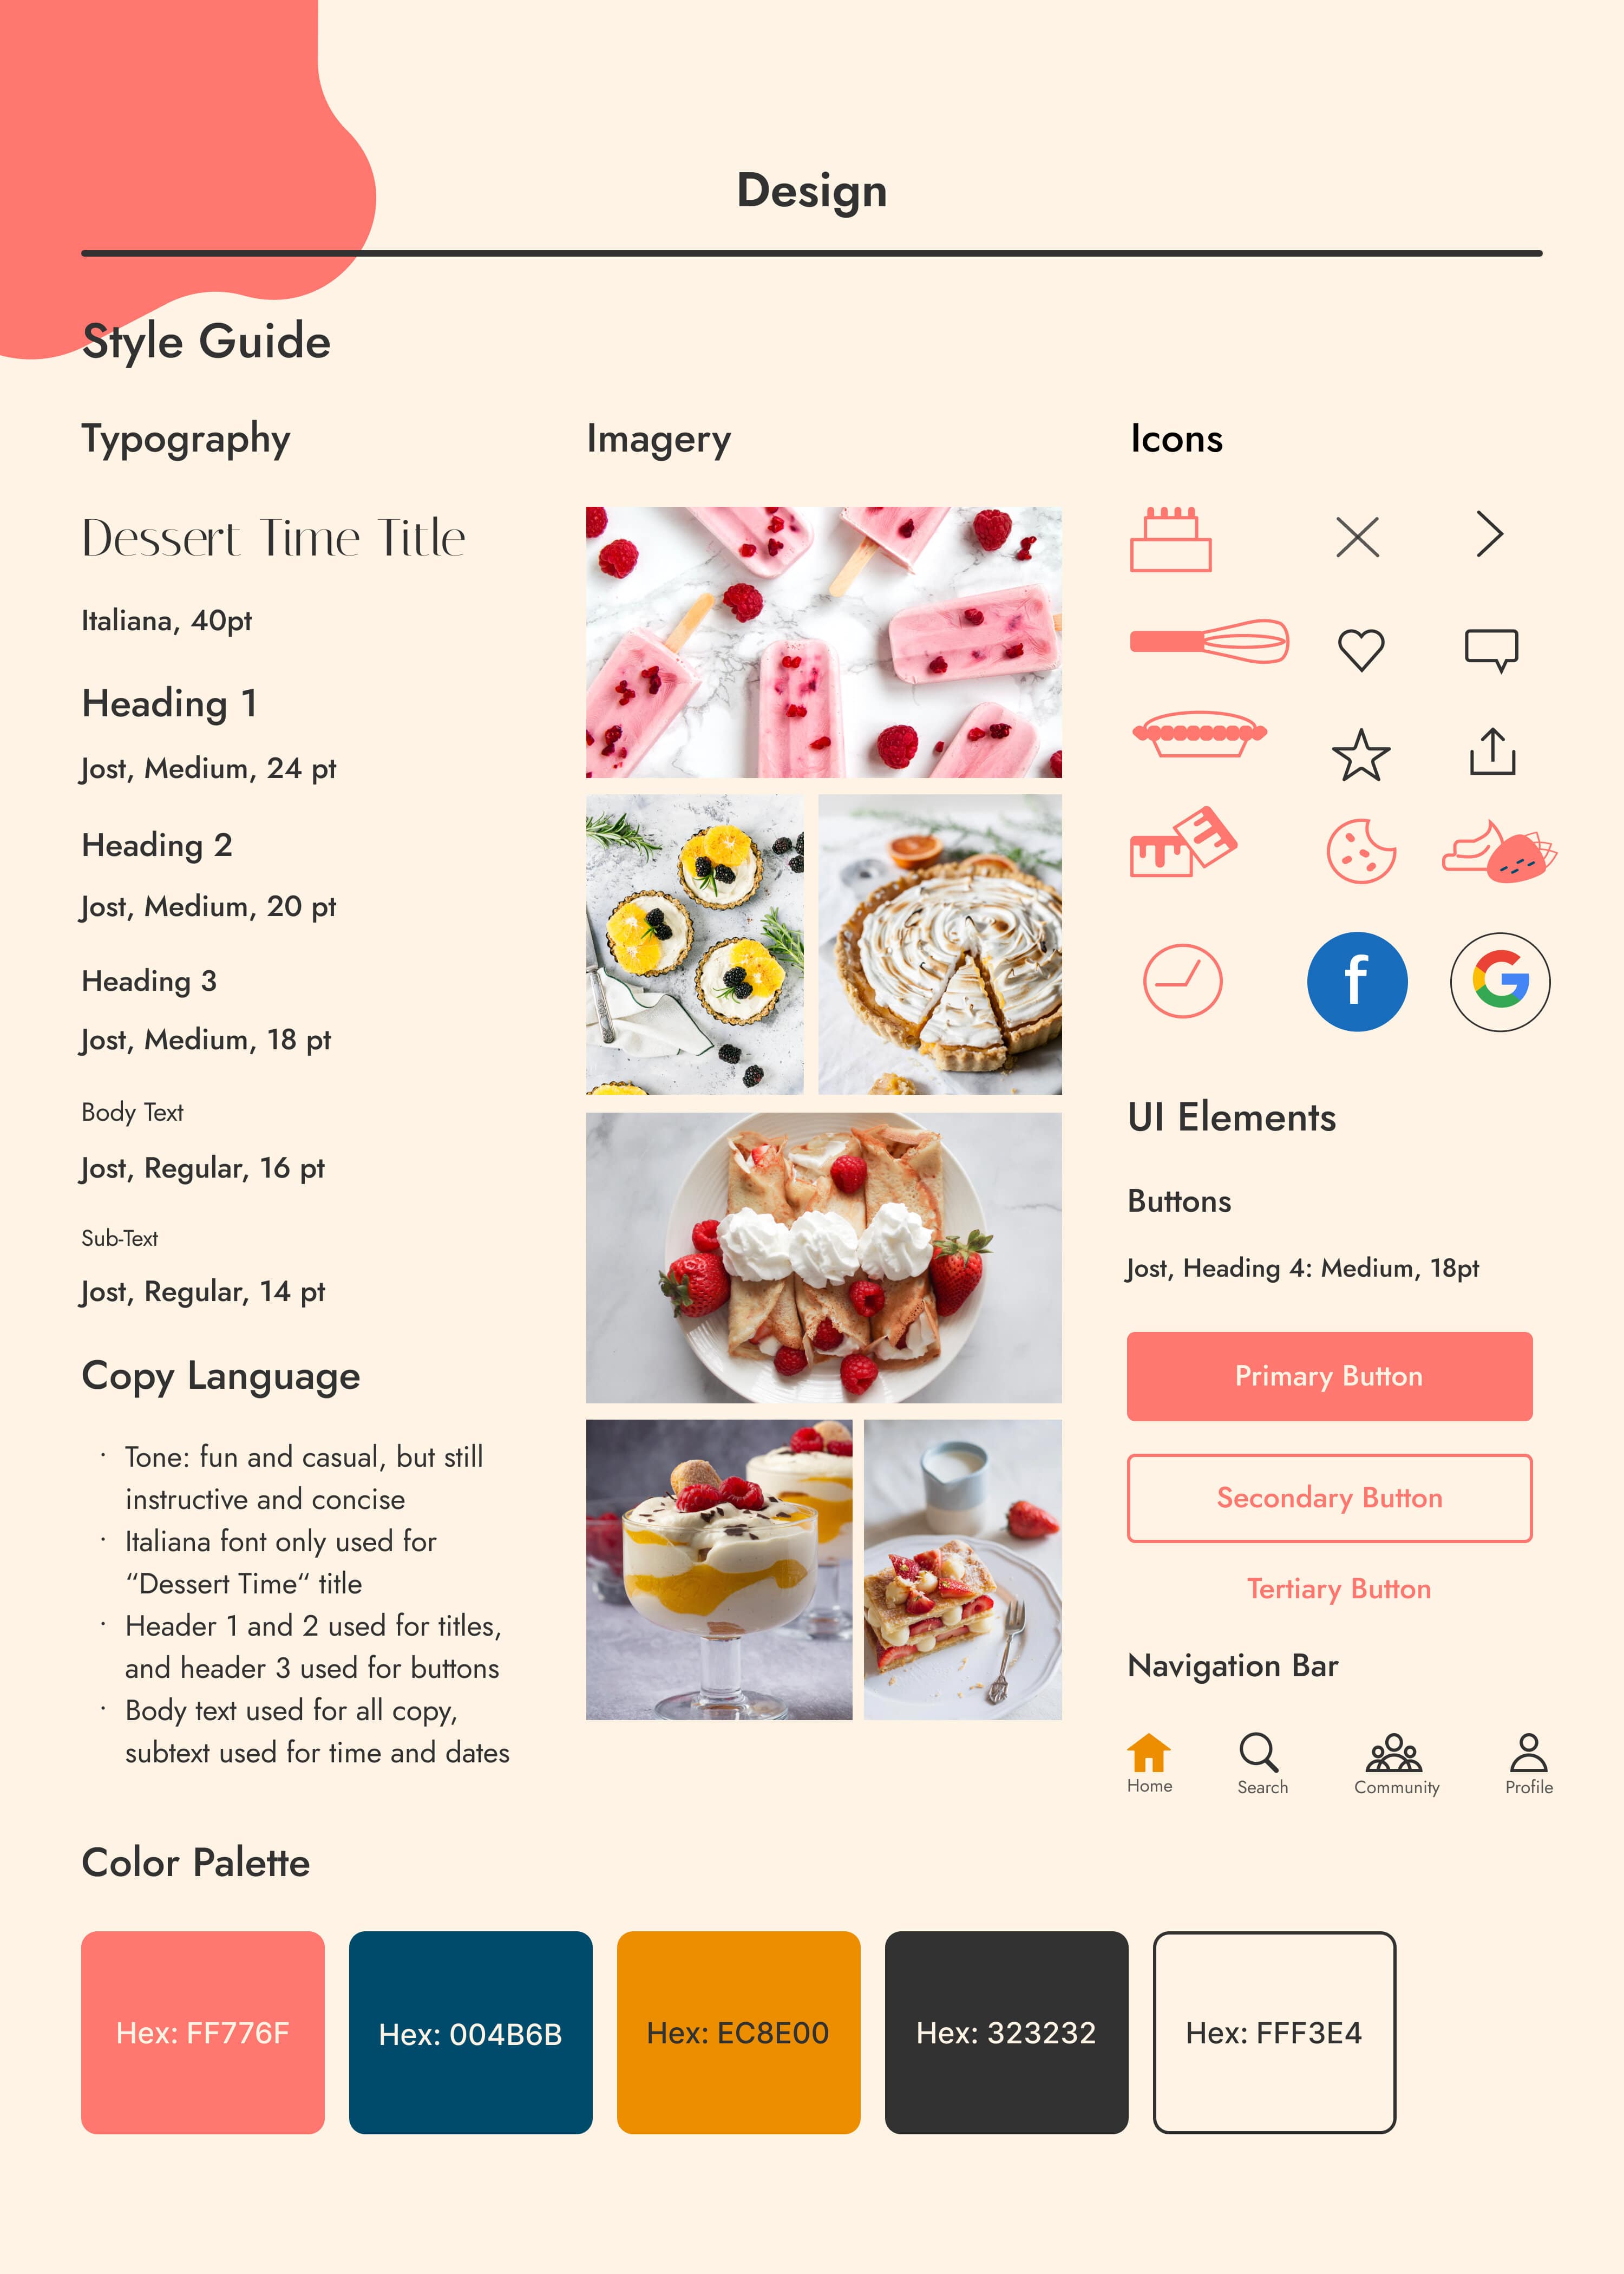 Design
Style Guide
Typography
Dessert Time Title
Italiana, 40pt
Heading 1
Jost, Medium, 24 pt
Heading 2
Jost, Medium, 20 pt
Heading 3
Jost, Medium, 18 pt
Body Text
Jost, Regular, 16 pt
Sub-Text
Jost, Regular, 14 pt
Copy Language
· Tone: fun and casual, but still
instructive and concise
· Italiana font only used for
“Dessert Time“ title
· Header 1 and 2 used for titles,
and header 3 used for buttons
· Body text used for all copy,
subtext used for time and dates
Imagery
Icons
f
G
UI Elements
Buttons
Jost, Heading 4: Medium, 18pt
Primary Button
Secondary Button
Tertiary Button
Navigation Bar
Home
Search
Community
Profile
Color Palette
Hex: FF776F
Hex: 004B6B
Hex: EC8E00
Hex: 323232
Hex: FFF3E4